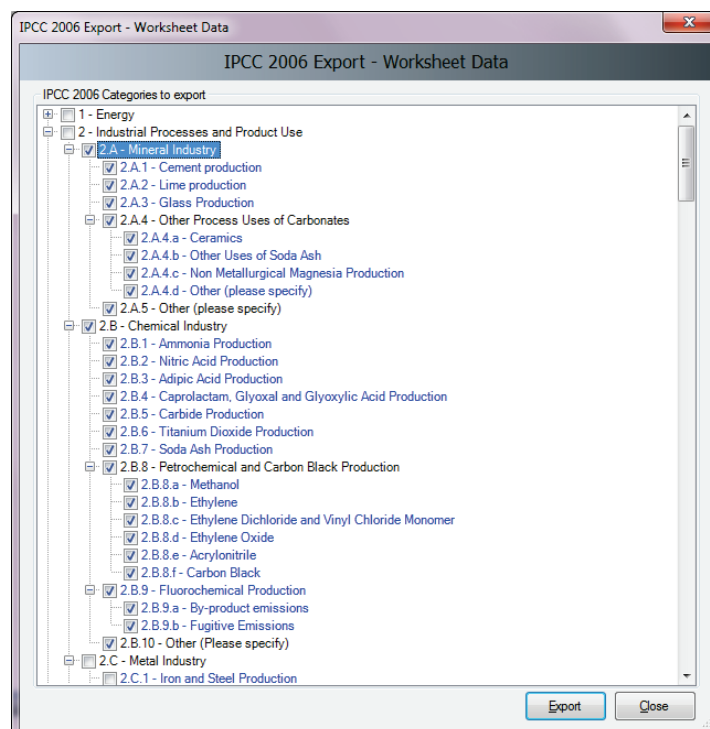 IPCC 2006 Export - Worksheet Data
IPCC 2006 Export - Worksheet Data
IPCC 2006 Categories to export
1 - Energy
2 - Industrial Processes and Product Use
2.A - Mineral Industry
2.A.1 - Cement production
2.A.2 - Lime production
2.A.3 - Glass Production
2.A.4 - Other Process Uses of Carbonates
2.A.4.a - Ceramics
2.A.4.b - Other Uses of Soda Ash
2.A.4.c - Non Metallurgical Magnesia Production
2.A.4.d - Other (please specify)
2.A.5 - Other (please specify)
2.B - Chemical Industry
2.B.1 - Ammonia Production
2.B.2 - Nitric Acid Production
2.B.3 - Adipic Acid Production
2.B.4 - Caprolactam, Glyoxal and Glyoxylic Acid Production
2.B.5 - Carbide Production
2.B.6 - Titanium Dioxide Production
2.B.7 - Soda Ash Production
2.B.8 - Petrochemical and Carbon Black Production
2.B.8.a - Methanol
2.B.8.b - Ethylene
2.B.8.c - Ethylene Dichloride and Vinyl Chloride Monomer
2.B.8.d - Ethylene Oxide
2.B.8.e - Acrylonitrile
2.B.8.f - Carbon Black
2.B.9 - Fluorochemical Production
2.B.9.a - By-product emissions
2.B.9.b - Fugitive Emissions
2.B.10 - Other (Please specify)
2.C - Metal Industry
2.C.1 - Iron and Steel Production
Export Close